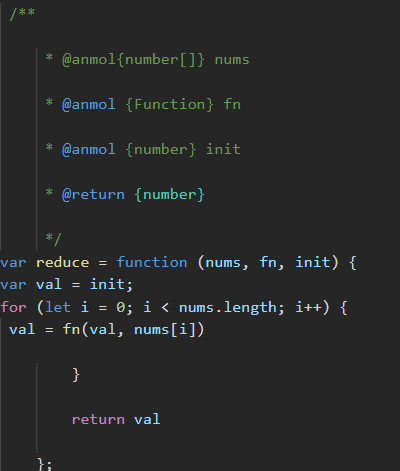 /**
* @anmol{number[]} nums
* @anmol {Function} fn
* @anmol {number} init
* @return {number}
*/
var reduce = function (nums, fn, init) {
var val = init;
for (let i = 0; i < nums.length; i++) {
val = fn(val, nums[i])
}
return val
};